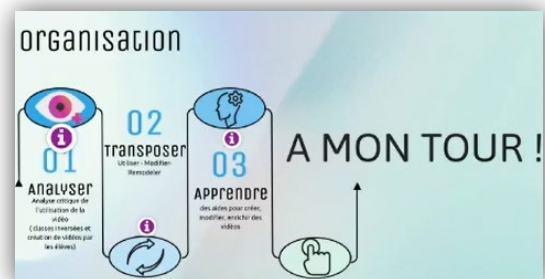 organisation
01
Analyser
Analyse critique de
l'utilisation de la
vidéo
( classes inversées et
création de vidéos par
les élèves)
02
Transposer
Utiliser - Modifier-
Remodeler
03
Apprendre
des aides pour créer,
modifier, enrichir des
vidéos
A MON TOUR !